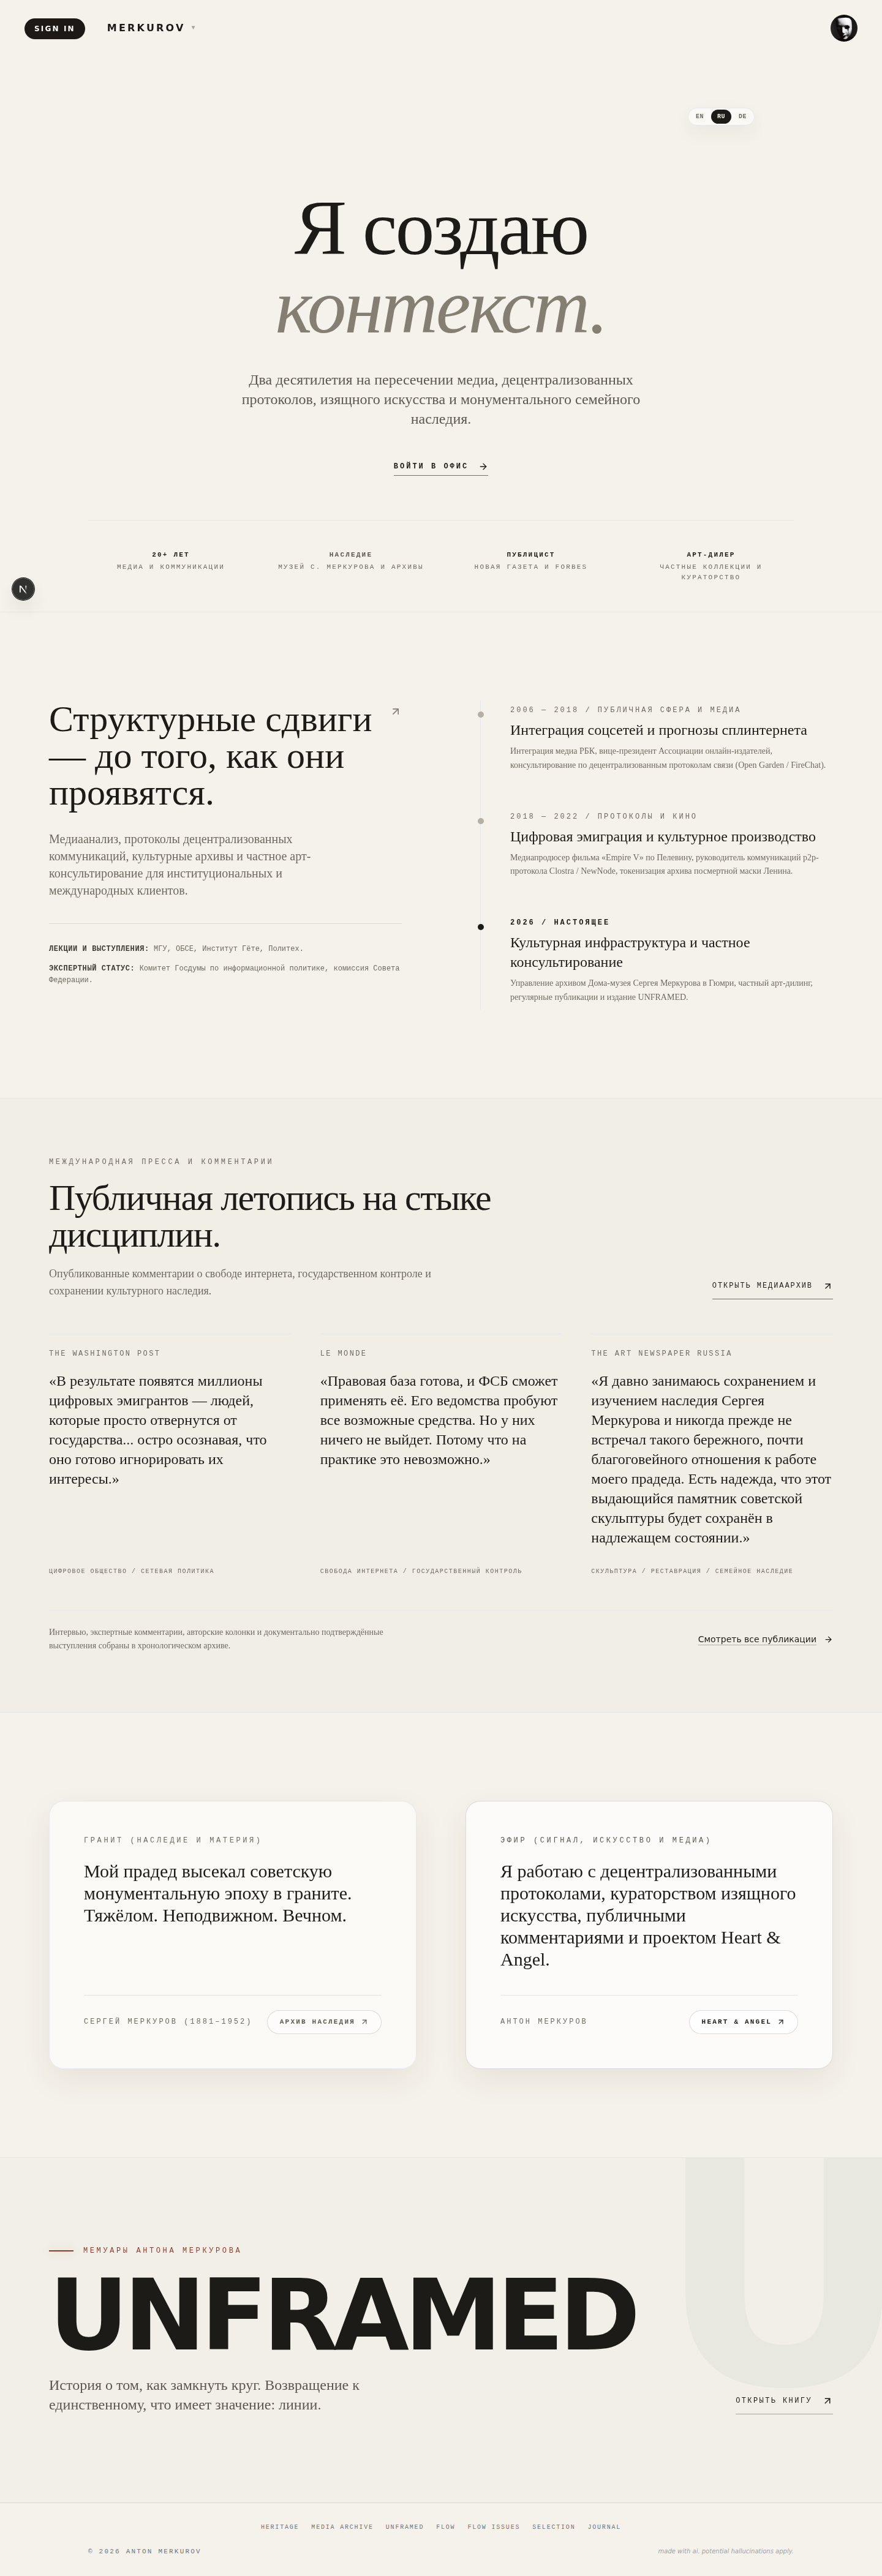 SIGN IN
MERKUROV
EN RU DE
Я создаю
контекст.
Два десятилетия на пересечении медиа, децентрализованных
протоколов, изящного искусства и монументального семейного
наследия.
ВОЙТИ В ОФИС →
20+ ЛЕТ
МЕДИА И КОММУНИКАЦИИ
НАСЛЕДИЕ
МУЗЕЙ С. МЕРКУРОВА И АРХИВЫ
ПУБЛИЦИСТ
НОВАЯ ГАЗЕТА И FORBES
АРТ-ДИЛЕР
ЧАСТНЫЕ КОЛЛЕКЦИИ И
КУРАТОРСТВО
N
Структурные сдвиги
— до того, как они
проявятся.
Медиаанализ, протоколы децентрализованных
коммуникаций, культурные архивы и частное арт-
консультирование для институциональных и
международных клиентов.
ЛЕКЦИИ И ВЫСТУПЛЕНИЯ: МГУ, ОБСЕ, Институт Гёте, Политех.
ЭКСПЕРТНЫЙ СТАТУС: Комитет Госдумы по информационной политике, комиссия Совета
Федерации.
2006 — 2018 / ПУБЛИЧНАЯ СФЕРА И МЕДИА
Интеграция соцсетей и прогнозы сплинтернета
Интеграция медиа РБК, вице-президент Ассоциации онлайн-издателей,
консультирование по децентрализованным протоколам связи (Open Garden / FireChat).
2018 — 2022 / ПРОТОКОЛЫ И КИНО
Цифровая эмиграция и культурное производство
Медиапродюсер фильма «Empire V» по Пелевину, руководитель коммуникаций p2p-
протокола Clostra / NewNode, токенизация архива посмертной маски Ленина.
2026 / НАСТОЯЩЕЕ
Культурная инфраструктура и частное
консультирование
Управление архивом Дома-музея Сергея Меркурова в Гюмри, частный арт-дилинг,
регулярные публикации и издание UNFRAMED.
МЕЖДУНАРОДНАЯ ПРЕССА И КОММЕНТАРИИ
Публичная летопись на стыке
дисциплин.
Опубликованные комментарии о свободе интернета, государственном контроле и
сохранении культурного наследия.
ОТКРЫТЬ МЕДИААРХИВ
THE WASHINGTON POST
«В результате появятся миллионы
цифровых эмигрантов — людей,
которые просто отвернутся от
государства... остро осознавая, что
оно готово игнорировать их
интересы.»
ЦИФРОВОЕ ОБЩЕСТВО / СЕТЕВАЯ ПОЛИТИКА
LE MONDE
«Правовая база готова, и ФСБ сможет
применять её. Его ведомства пробуют
все возможные средства. Но у них
ничего не выйдет. Потому что на
практике это невозможно.»
СВОБОДА ИНТЕРНЕТА / ГОСУДАРСТВЕННЫЙ КОНТРОЛЬ
THE ART NEWSPAPER RUSSIA
«Я давно занимаюсь сохранением и
изучением наследия Сергея
Меркурова и никогда прежде не
встречал такого бережного, почти
благоговейного отношения к работе
моего прадеда. Есть надежда, что этот
выдающийся памятник советской
скульптуры будет сохранён в
надлежащем состоянии.»
СКУЛЬПТУРА / РЕСТАВРАЦИЯ / СЕМЕЙНОЕ НАСЛЕДИЕ
Интервью, экспертные комментарии, авторские колонки и документально подтверждённые
выступления собраны в хронологическом архиве.
Смотреть все публикации →
ГРАНИТ (НАСЛЕДИЕ И МАТЕРИЯ)
Мой прадед высекал советскую
монументальную эпоху в граните.
Тяжёлом. Неподвижном. Вечном.
СЕРГЕЙ МЕРКУРОВ (1881–1952)
АРХИВ НАСЛЕДИЯ
ЭФИР (СИГНАЛ, ИСКУССТВО И МЕДИА)
Я работаю с децентрализованными
протоколами, кураторством изящного
искусства, публичными
комментариями и проектом Heart &
Angel.
АНТОН МЕРКУРОВ
HEART & ANGEL
U
МЕМУАРЫ АНТОНА МЕРКУРОВА
UNFRAMED
История о том, как замкнуть круг. Возвращение к
единственному, что имеет значение: линии.
ОТКРЫТЬ КНИГУ
HERITAGE MEDIA ARCHIVE UNFRAMED FLOW FLOW ISSUES SELECTION JOURNAL
© 2026 ANTON MERKUROV
made with ai. potential hallucinations apply.